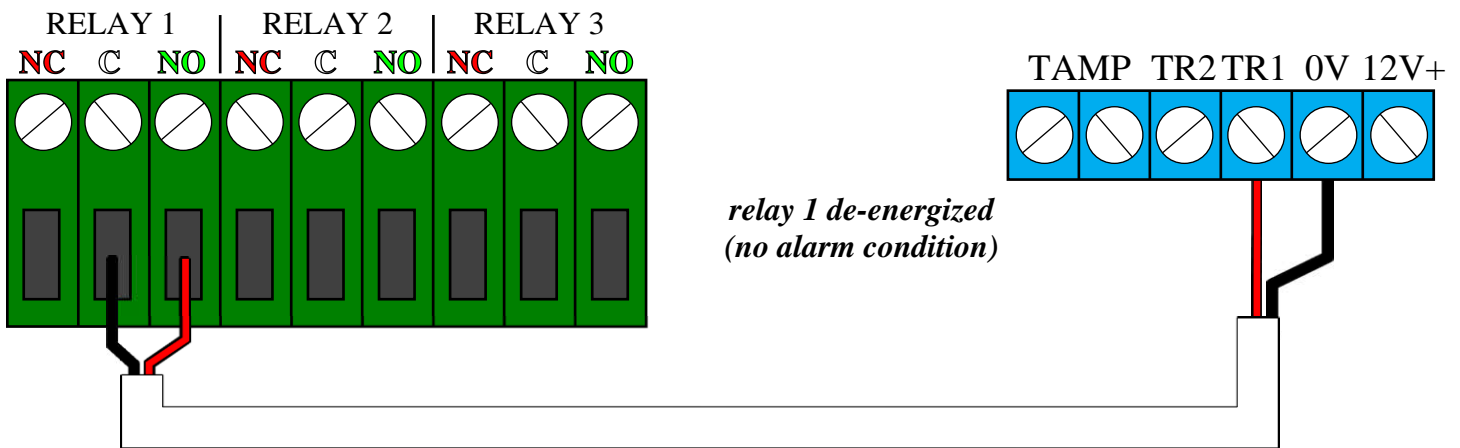 RELAY 1 RELAY 2 RELAY 3
NC C NO NC C NO NC C NO
TAMP TR2 TR1 0V 12V+
relay 1 de-energized
(no alarm condition)